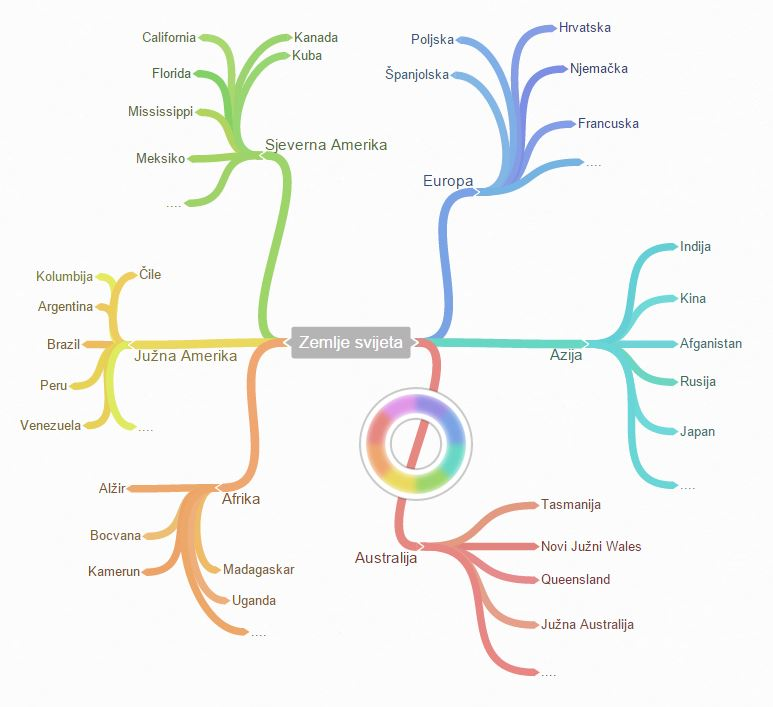 Zemlje svijeta
Sjeverna Amerika
California
Florida
Mississippi
Meksiko
....
Kanada
Kuba
Europa
Poljska
Španjolska
Hrvatska
Njemačka
Francuska
....
Južna Amerika
Kolumbija
Čile
Argentina
Brazil
Peru
Venezuela
....
Azija
Indija
Kina
Afganistan
Rusija
Japan
....
Afrika
Alžir
Bocvana
Kamerun
Madagaskar
Uganda
....
Australija
Tasmanija
Novi Južni Wales
Queensland
Južna Australija
....